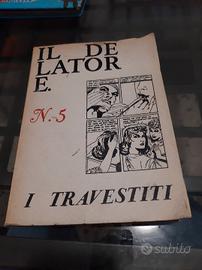 IL DE
LATOR
E.
N.-5
I TRAVESTITI
subito